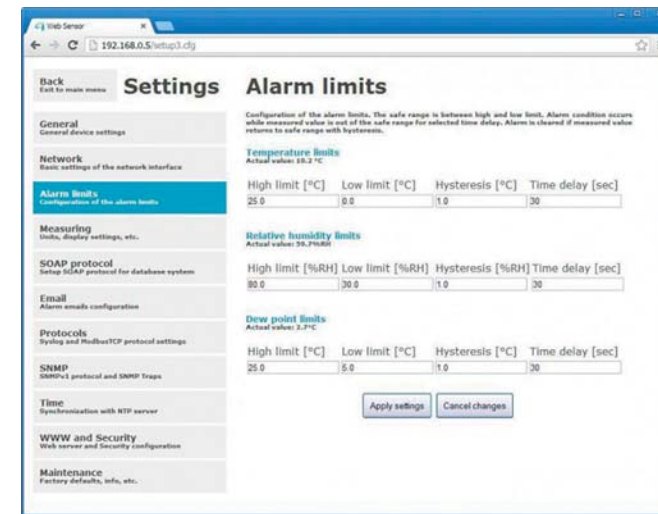 Web Sensor
192.168.0.5/setup3.cfg
Back
Exit to main menu
Settings
General
General device settings
Network
Basic settings of the network interface
Alarm limits
Configuration of the alarm limits
Measuring
Units, display settings, etc.
SOAP protocol
Setup SOAP protocol for database system
Email
Alarm emails configuration
Protocols
Syslog and ModbusTCP protocol settings
SNMP
SNMPv1 protocol and SNMP Traps
Time
Synchronization with NTP server
WWW and Security
Web server and Security configuration
Maintenance
Factory defaults, info, etc.
Alarm limits
Configuration of the alarm limits. The safe range is between high and low limit. Alarm condition occurs
while measured value is out of the safe range for selected time delay. Alarm is cleared if measured value
returns to safe range with hysteresis.
Temperature limits
Actual value: 10.2 °C
High limit [°C] Low limit [°C] Hysteresis [°C] Time delay [sec]
25.0 0.0 1.0 30
Relative humidity limits
Actual value: %RH
High limit [%RH] Low limit [%RH] Hysteresis [%RH] Time delay [sec]
80.0 30.0 1.0 30
Dew point limits
Actual value: 2.7°C
High limit [°C] Low limit [°C] Hysteresis [°C] Time delay [sec]
25.0 5.0 1.0 30
Apply settings Cancel changes